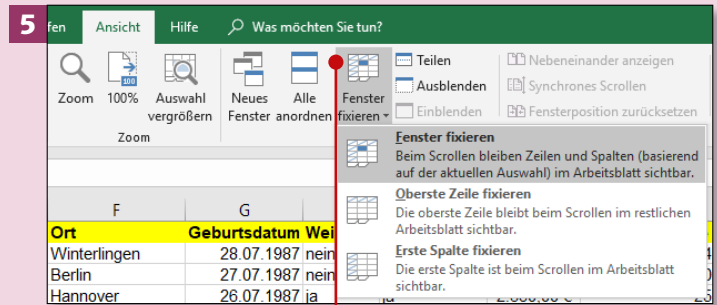 5
fen Ansicht Hilfe Was möchten Sie tun?
Zoom 100% Auswahl vergrößern Neues Fenster Alle anordnen Fenster fixieren
100
Teilen
Ausblenden
Einblenden
Nebeneinander anzeigen
Synchrones Scrollen
Fensterposition zurücksetzen
Zoom
Fenster fixieren
Beim Scrollen bleiben Zeilen und Spalten (basierend
auf der aktuellen Auswahl) im Arbeitsblatt sichtbar.
Oberste Zeile fixieren
Die oberste Zeile bleibt beim Scrollen im restlichen
Arbeitsblatt sichtbar.
Erste Spalte fixieren
Die erste Spalte ist beim Scrollen im Arbeitsblatt
sichtbar.
F G
Ort Geburtsdatum Wei
Winterlingen 28.07.1987 nein
Berlin 27.07.1987 nein
Hannover 26.07.1987 ja